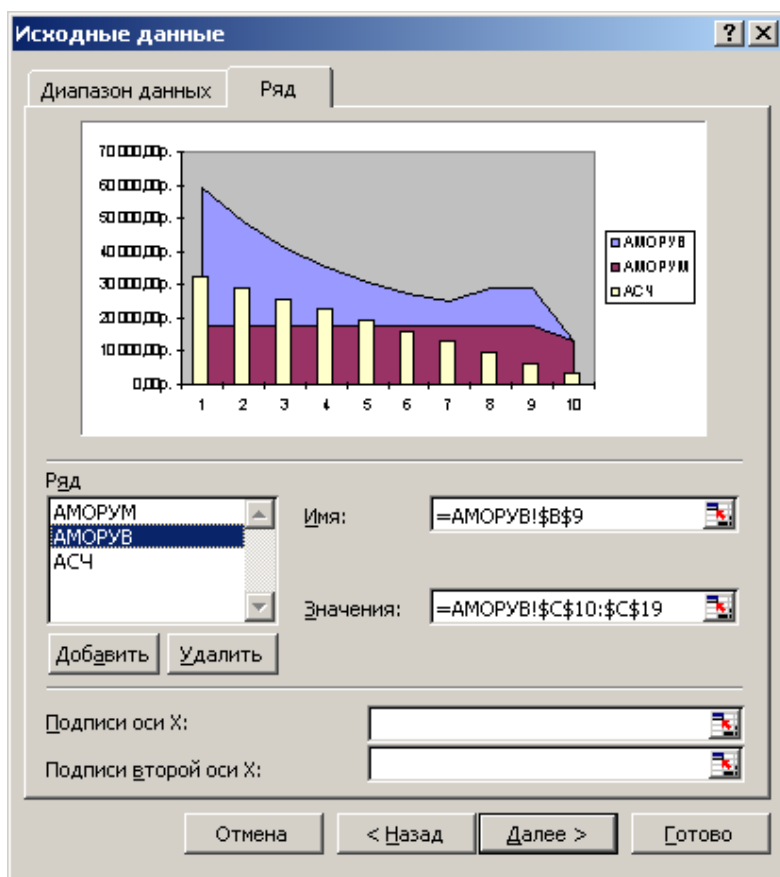 Исходные данные
Диапазон данных Ряд
70 000,00р.
60 000,00р.
50 000,00р.
40 000,00р.
30 000,00р.
20 000,00р.
10 000,00р.
0,00р.
1 2 3 4 5 6 7 8 9 10
АМОРУВ
АМОРУМ
АСЧ
Ряд
АМОРУМ
АМОРУВ
АСЧ
Имя: =АМОРУВ!$B$9
Значения: =АМОРУВ!$C$10:$C$19
Добавить Удалить
Подписи оси X:
Подписи второй оси X:
Отмена < Назад Далее > Готово